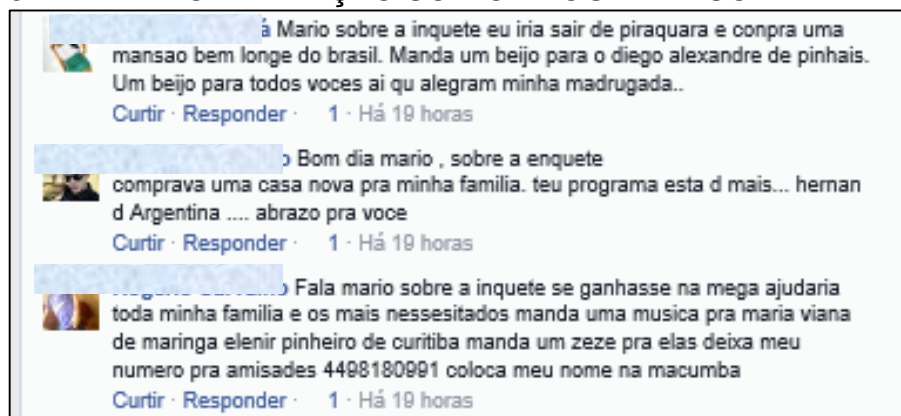 á Mario sobre a inquete eu iria sair de piraquara e conpra uma
mansao bem longe do brasil. Manda um beijo para o diego alexandre de pinhais.
Um beijo para todos voces ai qu alegram minha madrugada..
Curtir · Responder · 1 · Há 19 horas
o Bom dia mario , sobre a enquete
comprava uma casa nova pra minha familia. teu programa esta d mais... hernan
d Argentina .... abrazo pra voce
Curtir · Responder · 1 · Há 19 horas
Fala mario sobre a inquete se ganhasse na mega ajudaria
toda minha familia e os mais nessesitados manda uma musica pra maria viana
de maringa elenir pinheiro de curitiba manda um zeze pra elas deixa meu
numero pra amisades 4498180991 coloca meu nome na macumba
Curtir · Responder · 1 · Há 19 horas